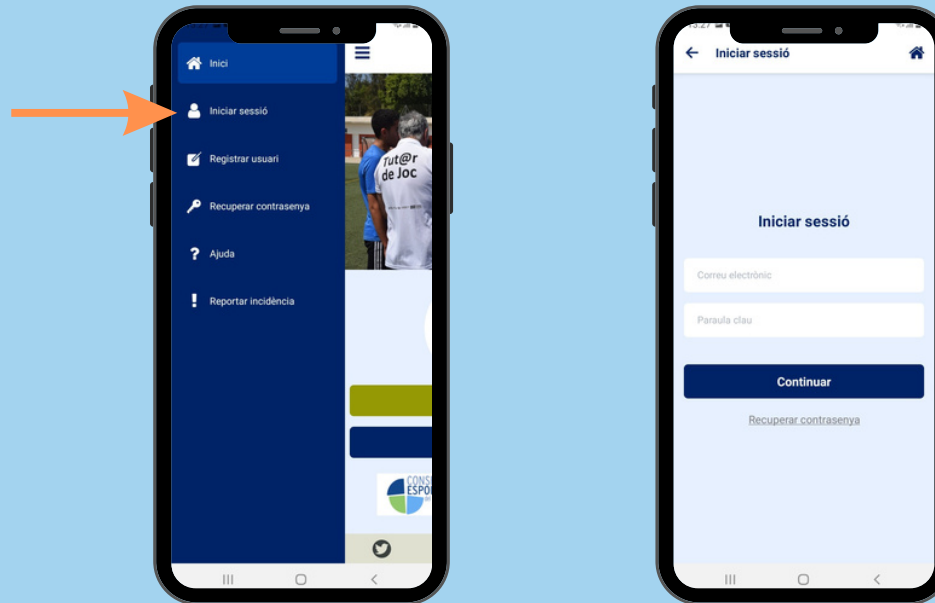 Inici
Iniciar sessió
Registrar usuari
Recuperar contrasenya
Ajuda
Reportar incidència
Tut@r
de Joc
Iniciar sessió
Iniciar sessió
Correu electrònic
Paraula clau
Continuar
Recuperar contrasenya